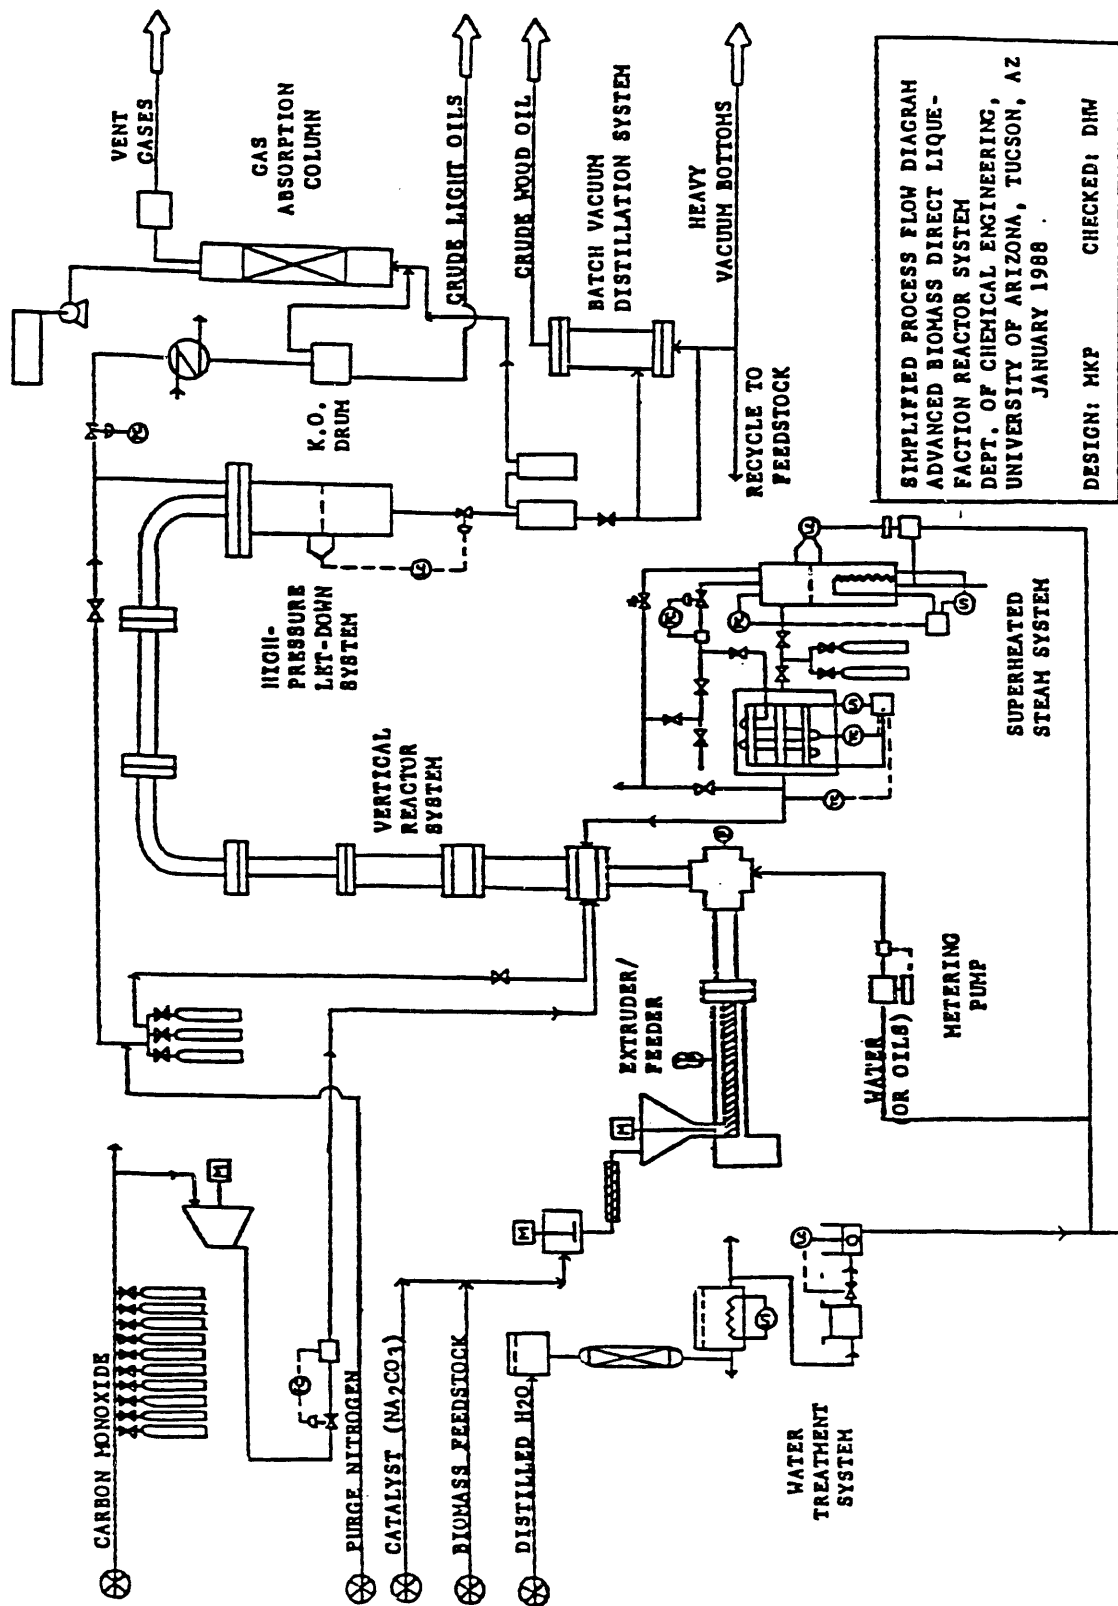 CARBON MONOXIDE
PURGE NITROGEN
CATALYST (NA2CO3)
BIOMASS FEEDSTOCK
DISTILLED H2O
WATER
TREATMENT
SYSTEM
M
M
M
EXTRUDER/
FEEDER
WATER
(OR OILS)
METERING
PUMP
VERTICAL
REACTOR
SYSTEM
HIGH-
PRESSURE
LET-DOWN
SYSTEM
SUPERHEATED
STEAM SYSTEM
K.O.
DRUM
VENT
GASES
GAS
ABSORPTION
COLUMN
CRUDE LIGHT OILS
CRUDE WOOD OIL
BATCH VACUUM
DISTILLATION SYSTEM
HEAVY
VACUUM BOTTOMS
RECYCLE TO
FEEDSTOCK
SIMPLIFIED PROCESS FLOW DIAGRAM
ADVANCED BIOMASS DIRECT LIQUE-
FACTION REACTOR SYSTEM
DEPT. OF CHEMICAL ENGINEERING,
UNIVERSITY OF ARIZONA, TUCSON, AZ
JANUARY 1988
DESIGN: MKP CHECKED: DHW